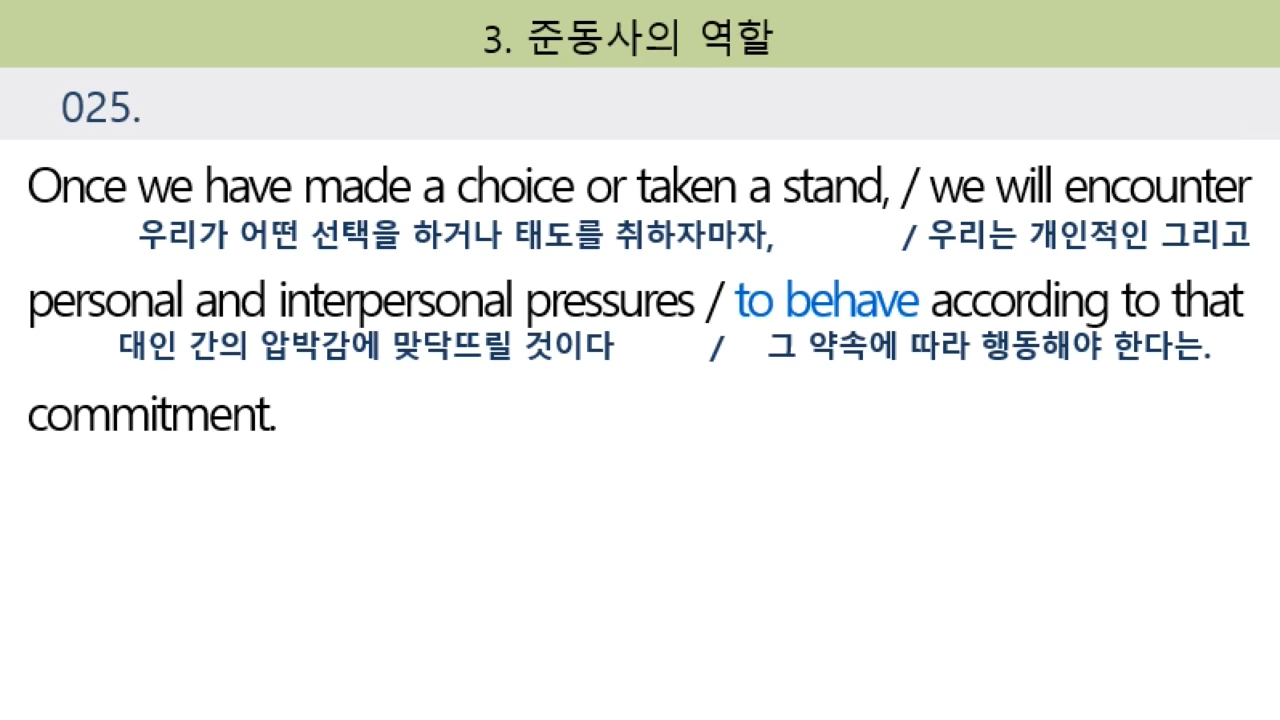 3. 준동사의 역할
025.
Once we have made a choice or taken a stand, / we will encounter
우리가 어떤 선택을 하거나 태도를 취하자마자, / 우리는 개인적인 그리고
personal and interpersonal pressures / to behave according to that
대인 간의 압박감에 맞닥뜨릴 것이다 / 그 약속에 따라 행동해야 한다는.
commitment.